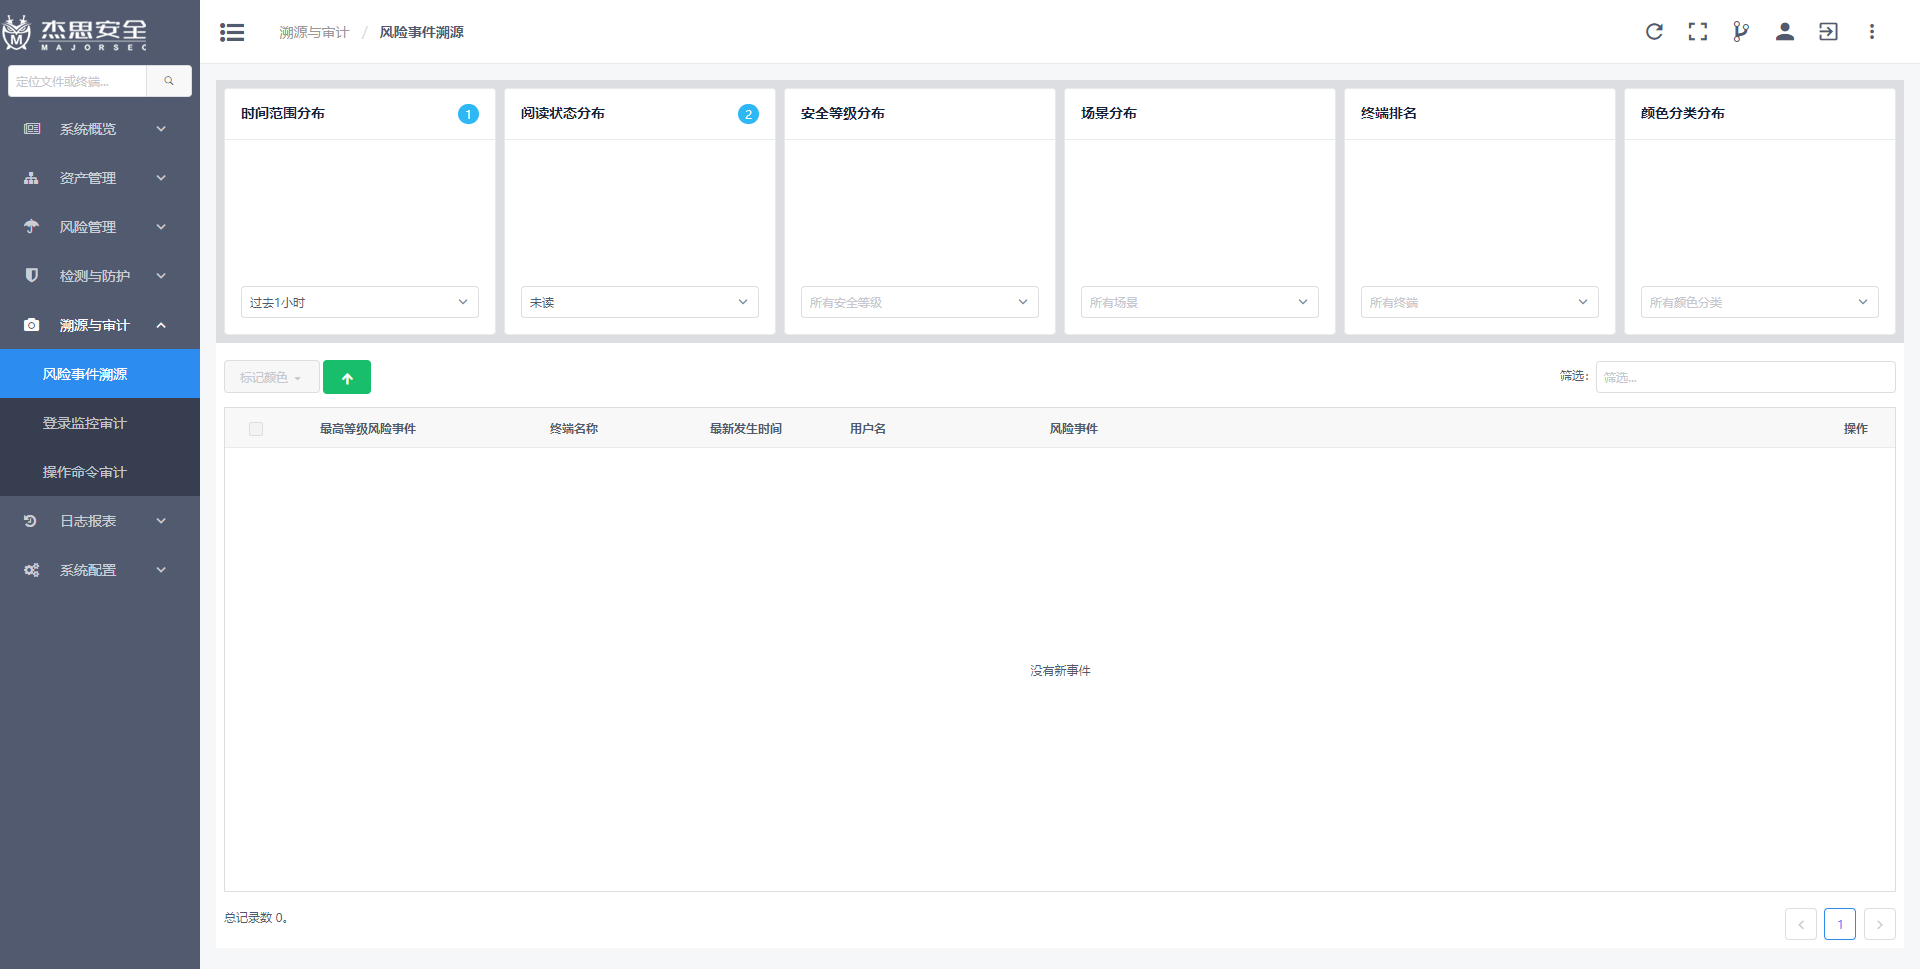 杰思安全
MAJORSEC
溯源与审计 / 风险事件溯源
定位文件或终端...
系统概览
资产管理
风险管理
检测与防护
溯源与审计
风险事件溯源
登录监控审计
操作命令审计
日志报表
系统配置
时间范围分布 1
阅读状态分布 2
安全等级分布
场景分布
终端排名
颜色分类分布
过去1小时
未读
所有安全等级
所有场景
所有终端
所有颜色分类
标记颜色
筛选: 筛选...
最高等级风险事件 终端名称 最新发生时间 用户名 风险事件 操作
没有新事件
总记录数 0。
1